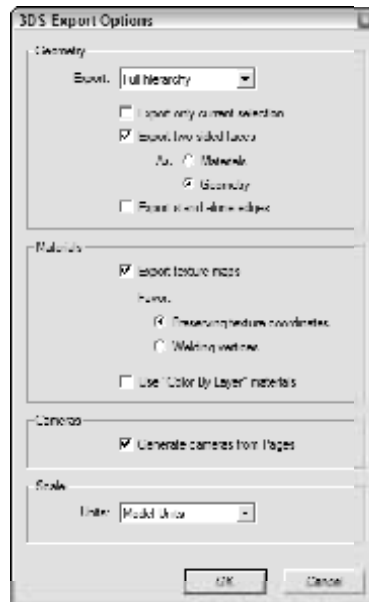 3DS Export Options
Geometry
Export: Full hierarchy
Export only current selection
Export two sided faces
As: Materials
Geometry
Export stand alone edges
Materials
Export texture maps
Favor:
Preserving texture coordinates
Welding vertices
Use "Color By Layer" materials
Cameras
Generate cameras from Pages
Scale
Units: Model Units
OK Cancel